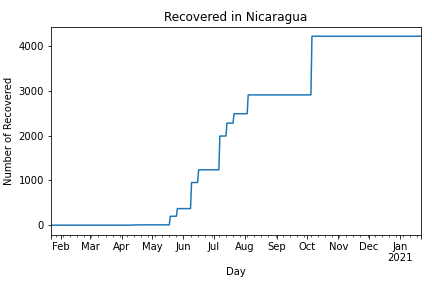 Recovered in Nicaragua
Number of Recovered
4000
3000
2000
1000
0
Feb Mar Apr May Jun Jul Aug Sep Oct Nov Dec Jan
2021
Day